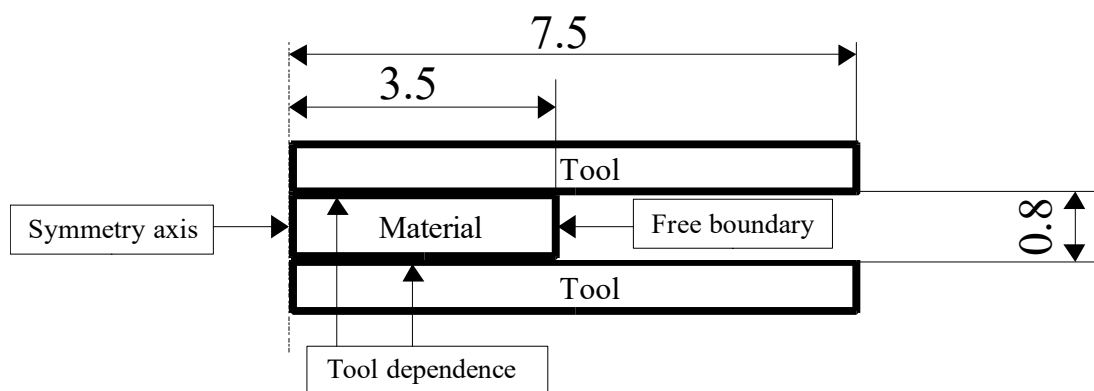 7.5
3.5
Tool
Symmetry axis
Material
Free boundary
0.8
Tool
Tool dependence